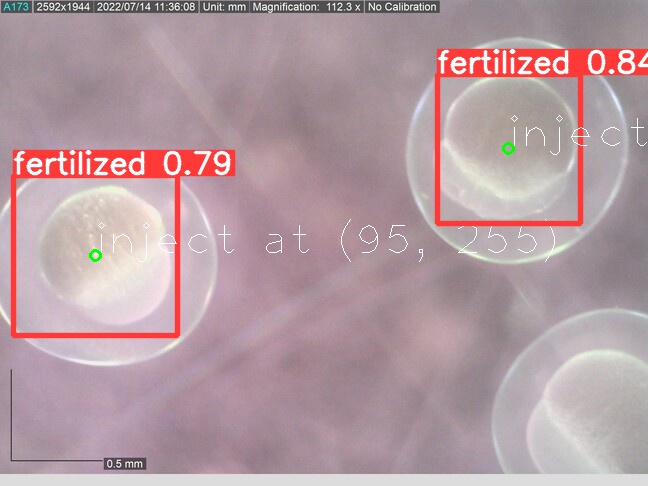 A173 2592x1944 2022/07/14 11:36:08 Unit: mm Magnification: 112.3 x No Calibration
fertilized 0.84
inject
fertilized 0.79
inject at (95, 255)
0.5 mm